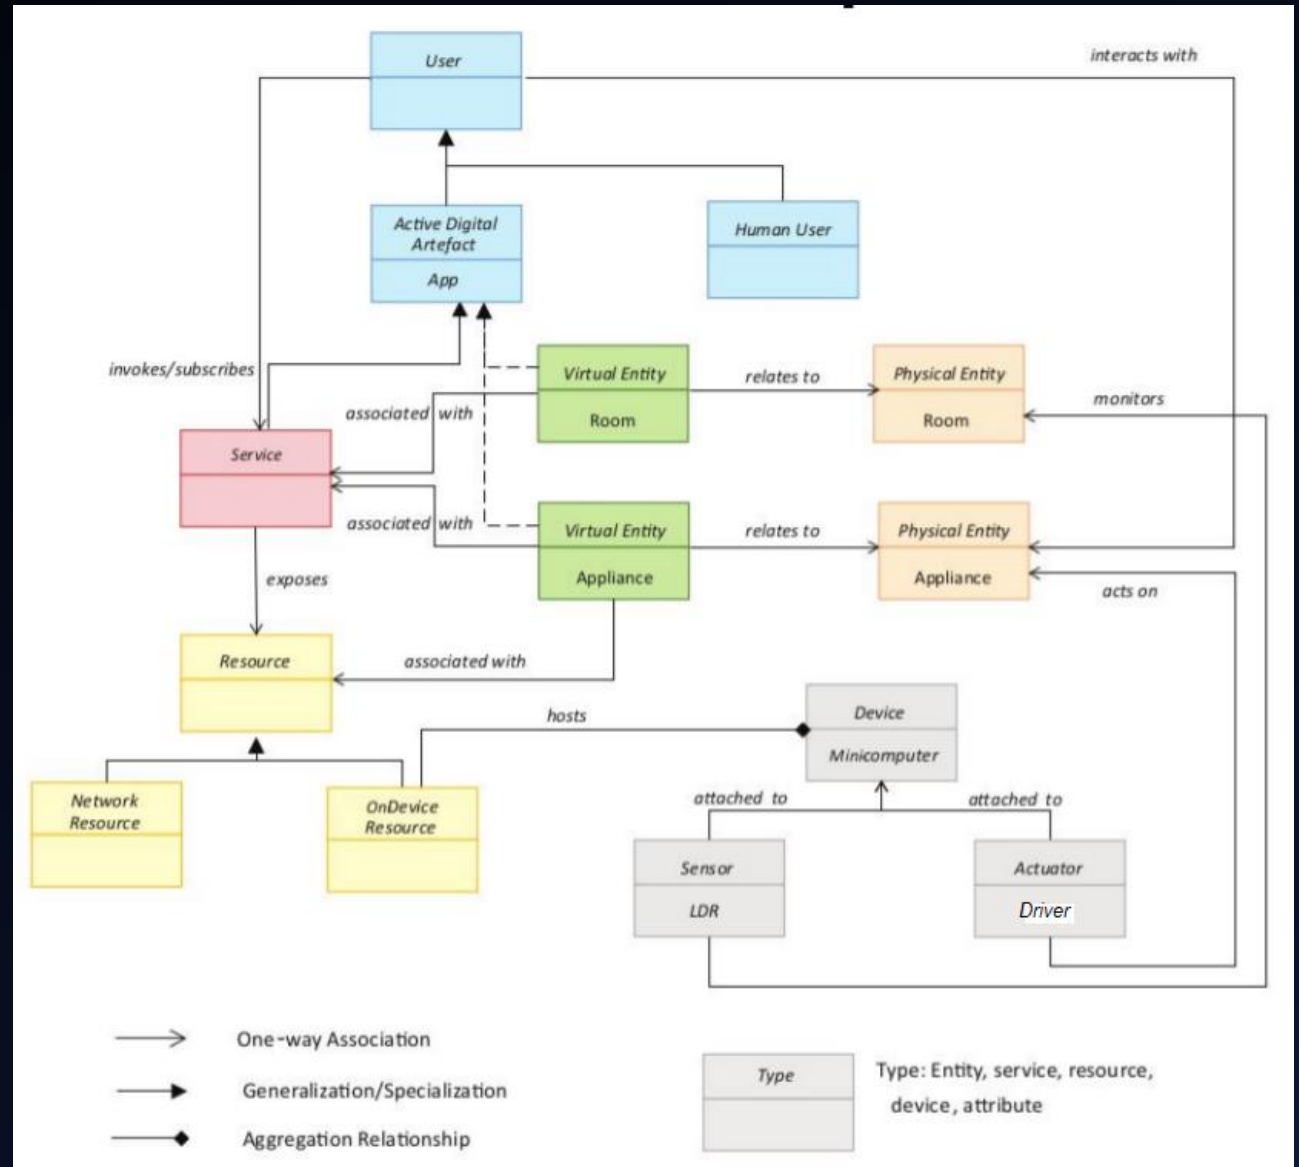 User
interacts with
Active Digital
Artefact
App
Human User
invokes/subscribes
Virtual Entity
Room
relates to
Physical Entity
Room
monitors
associated with
Service
associated with
Virtual Entity
Appliance
relates to
Physical Entity
Appliance
acts on
exposes
Resource
associated with
hosts
Device
Minicomputer
attached to
attached to
Network
Resource
OnDevice
Resource
Sensor
LDR
Actuator
Driver
One-way Association
Generalization/Specialization
Aggregation Relationship
Type
Type: Entity, service, resource,
device, attribute